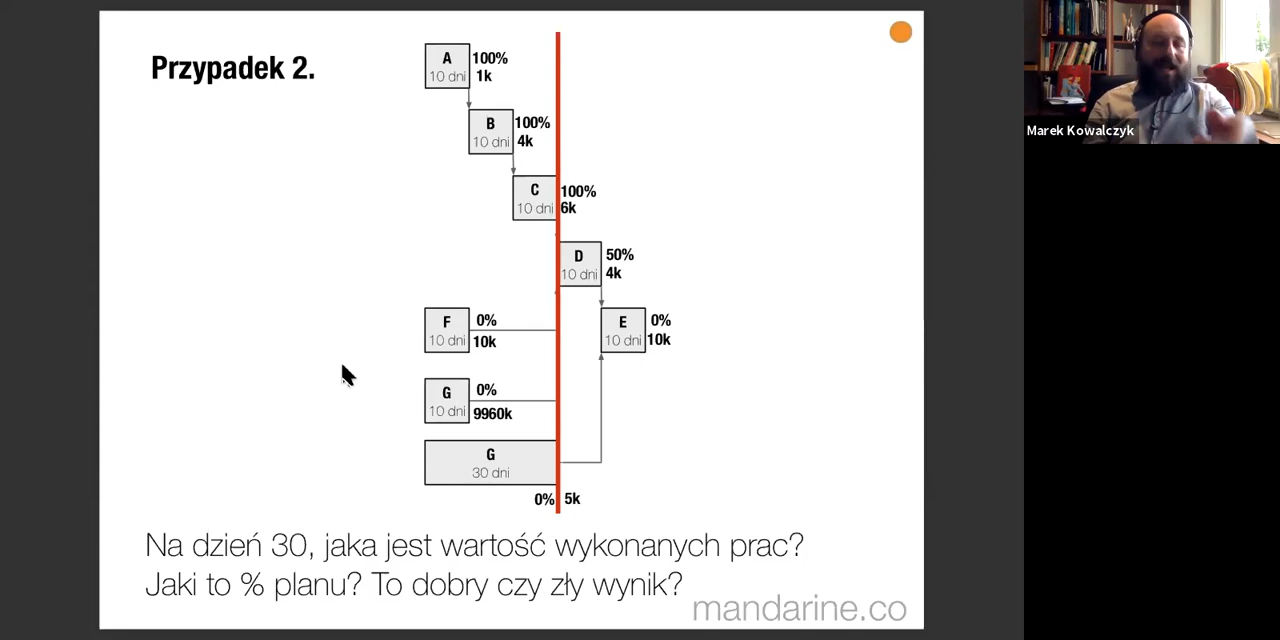 Przypadek 2.
A
10 dni
100%
1k
B
10 dni
100%
4k
C
10 dni
100%
6k
D
10 dni
50%
4k
F
10 dni
0%
10k
E
10 dni
0%
10k
G
10 dni
0%
9960k
G
30 dni
0%
5k
Na dzień 30, jaka jest wartość wykonanych prac?
Jaki to % planu? To dobry czy zły wynik?
mandarine.co
Marek Kowalczyk